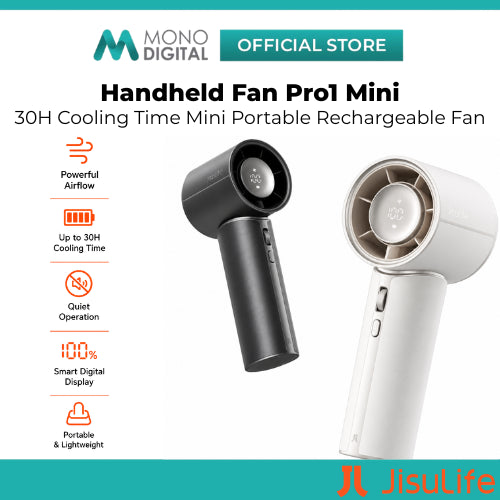 MONO
DIGITAL
OFFICIAL STORE
Handheld Fan Pro1 Mini
30H Cooling Time Mini Portable Rechargeable Fan
Powerful
Airflow
Up to 30H
Cooling Time
Quiet
Operation
100%
Smart Digital
Display
Portable
& Lightweight
100
100
JisuLife